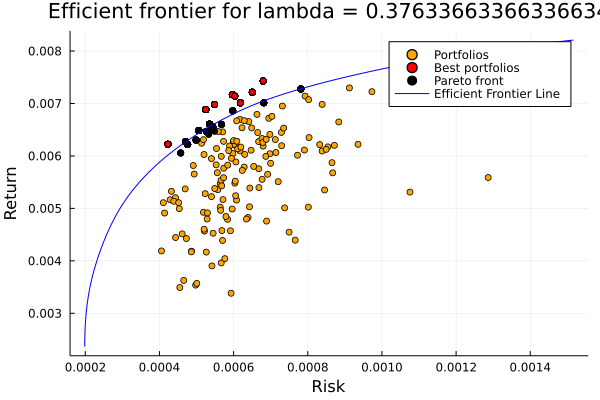 Efficient frontier for lambda = 0.3763366336633663
Portfolios
Best portfolios
Pareto front
Efficient Frontier Line
Return
0.008
0.007
0.006
0.005
0.004
0.003
0.0002 0.0004 0.0006 0.0008 0.0010 0.0012 0.0014
Risk